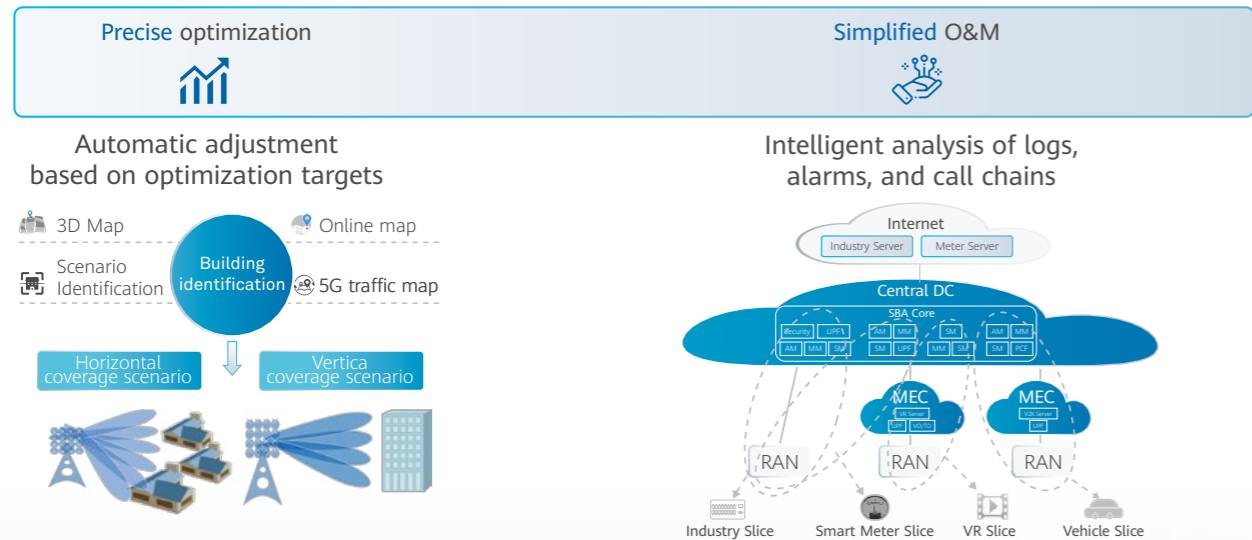 Precise optimization
Simplified O&M
Automatic adjustment
based on optimization targets
3D Map
Online map
Scenario
Identification
Building
identification
5G traffic map
Horizontal
coverage scenario
Vertica
coverage scenario
Intelligent analysis of logs,
alarms, and call chains
Internet
Industry Server
Meter Server
Central DC
SBA Core
Security UPF AM MM SM AM MM
AM MM SM SM UPF MM SM SM PCF
MEC
VR Server
UPF VO/TO
MEC
V2X Server
UPF
RAN
RAN
RAN
Industry Slice
Smart Meter Slice
VR Slice
Vehicle Slice